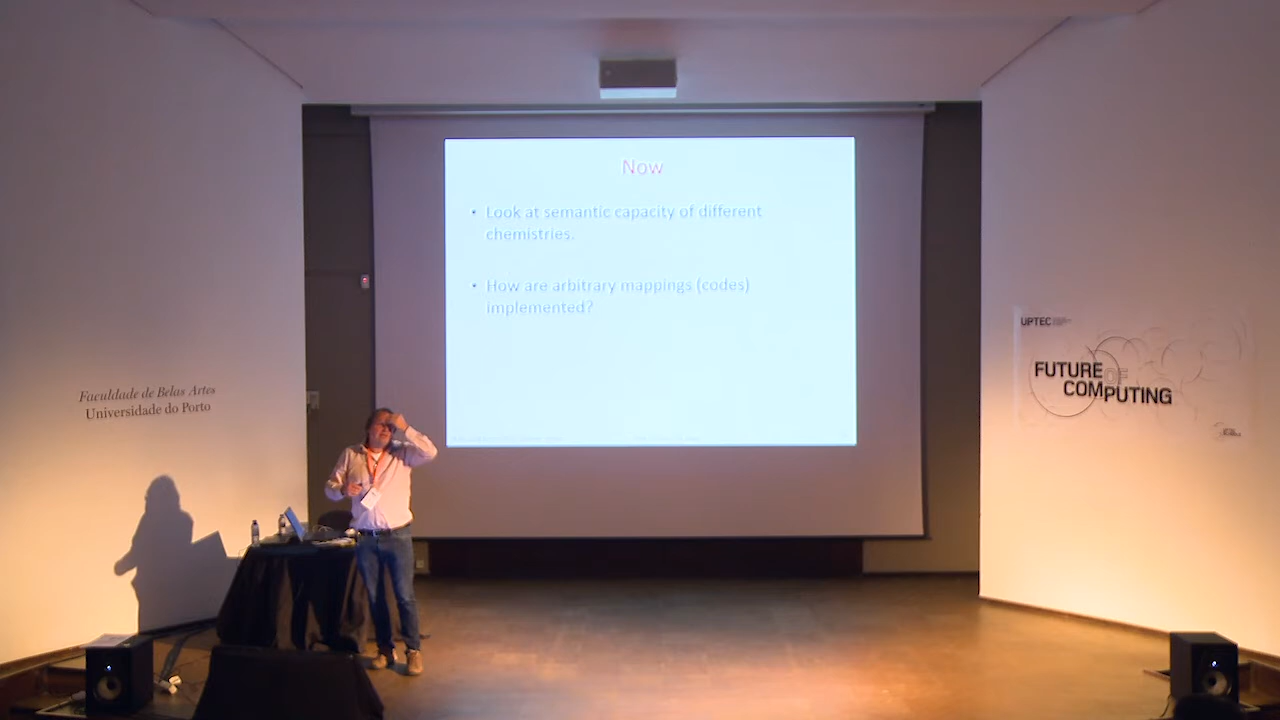 Now
• Look at semantic capacity of different
chemistries.
• How are arbitrary mappings (codes)
implemented?
Faculdade de Belas Artes
Universidade do Porto
UPTEC
FUTURE OF
COMPUTING